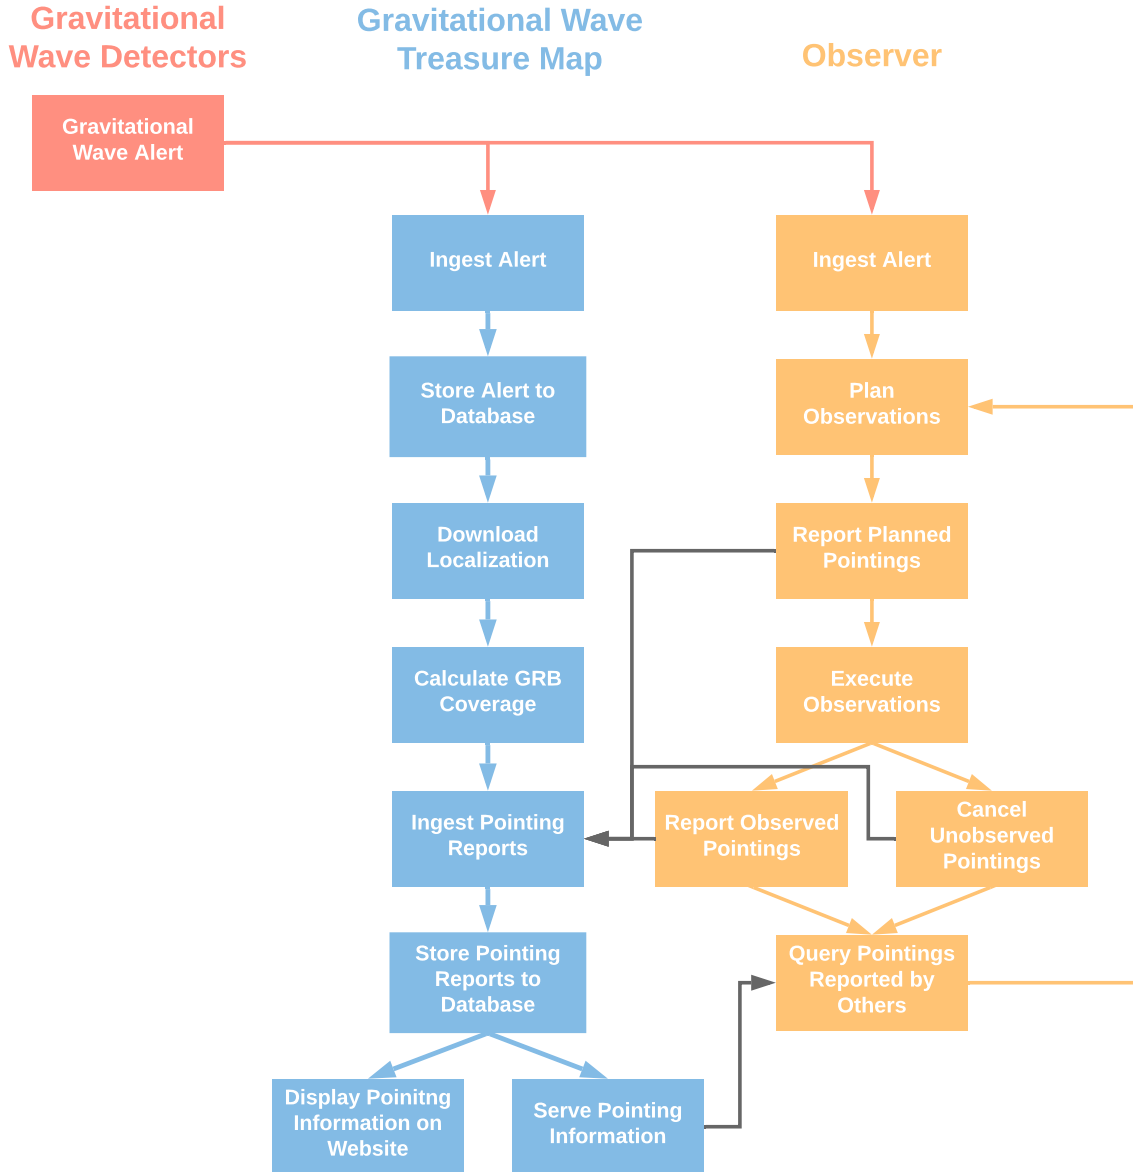 Gravitational
Wave Detectors
Gravitational Wave
Treasure Map
Observer
Gravitational
Wave Alert
Ingest Alert
Ingest Alert
Store Alert to
Database
Plan
Observations
Download
Localization
Report Planned
Pointings
Calculate GRB
Coverage
Execute
Observations
Ingest Pointing
Reports
Report Observed
Pointings
Cancel
Unobserved
Pointings
Store Pointing
Reports to
Database
Query Pointings
Reported by
Others
Display Poinitng
Information on
Website
Serve Pointing
Information